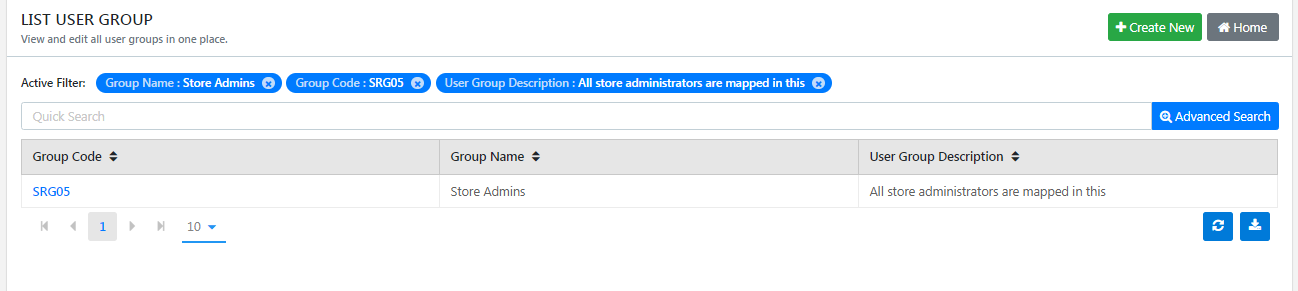 LIST USER GROUP
View and edit all user groups in one place.
Create New
Home
Active Filter: Group Name : Store Admins Group Code : SRG05 User Group Description : All store administrators are mapped in this
Quick Search
Advanced Search
Group Code Group Name User Group Description
SRG05 Store Admins All store administrators are mapped in this
1 10